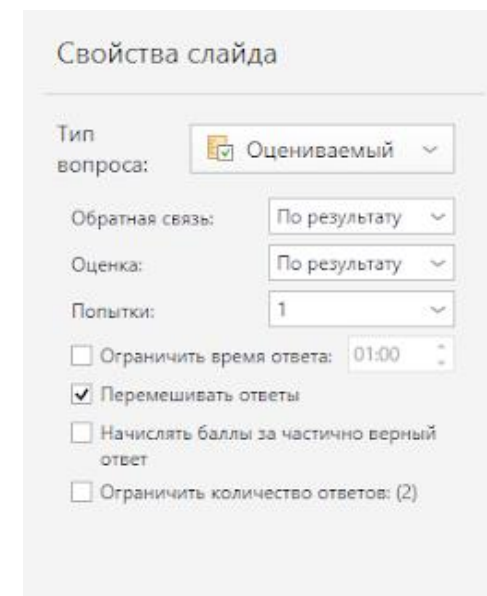 Свойства слайда
Тип
вопроса:
Оцениваемый
Обратная связь: По результату
Оценка: По результату
Попытки: 1
Ограничить время ответа: 01:00
Перемешивать ответы
Начислять баллы за частично верный
ответ
Ограничить количество ответов: (2)